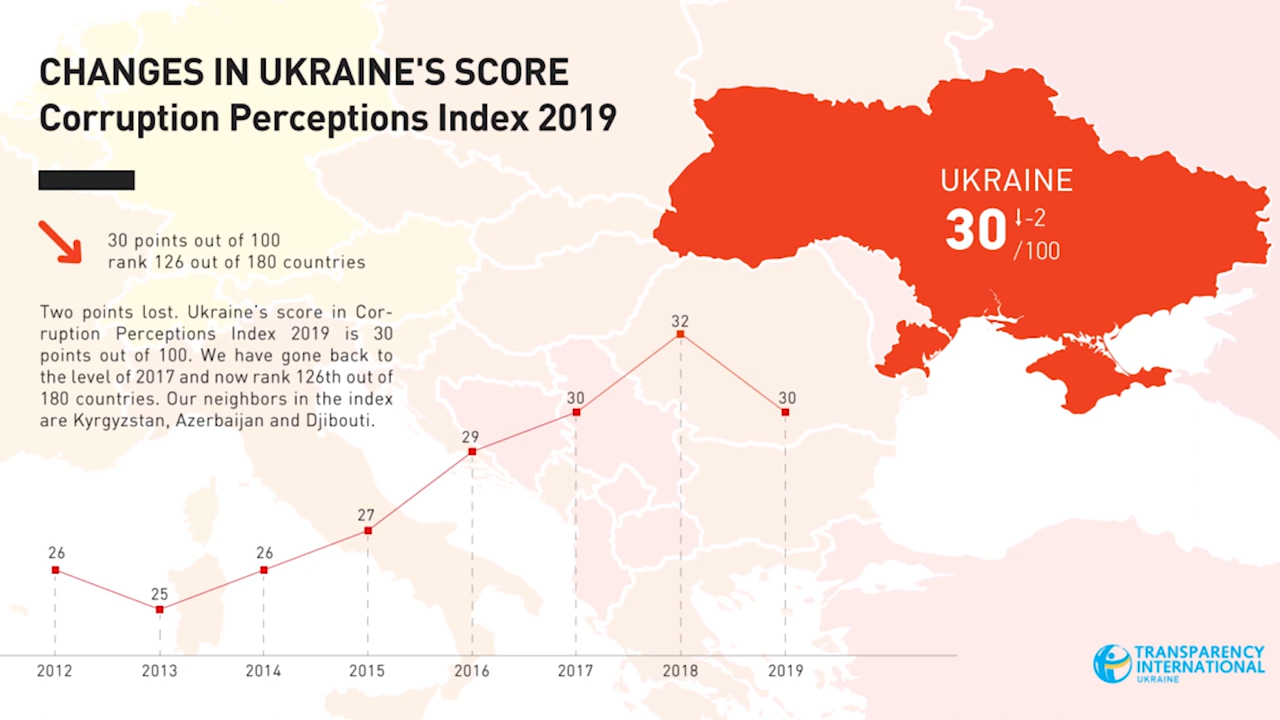 CHANGES IN UKRAINE'S SCORE
Corruption Perceptions Index 2019
30 points out of 100
rank 126 out of 180 countries
Two points lost. Ukraine's score in Cor-
ruption Perceptions Index 2019 is 30
points out of 100. We have gone back to
the level of 2017 and now rank 126th out of
180 countries. Our neighbors in the index
are Kyrgyzstan, Azerbaijan and Djibouti.
UKRAINE
30 ↓-2
/100
26
25
26
27
29
30
32
30
2012 2013 2014 2015 2016 2017 2018 2019
TRANSPARENCY
INTERNATIONAL
UKRAINE